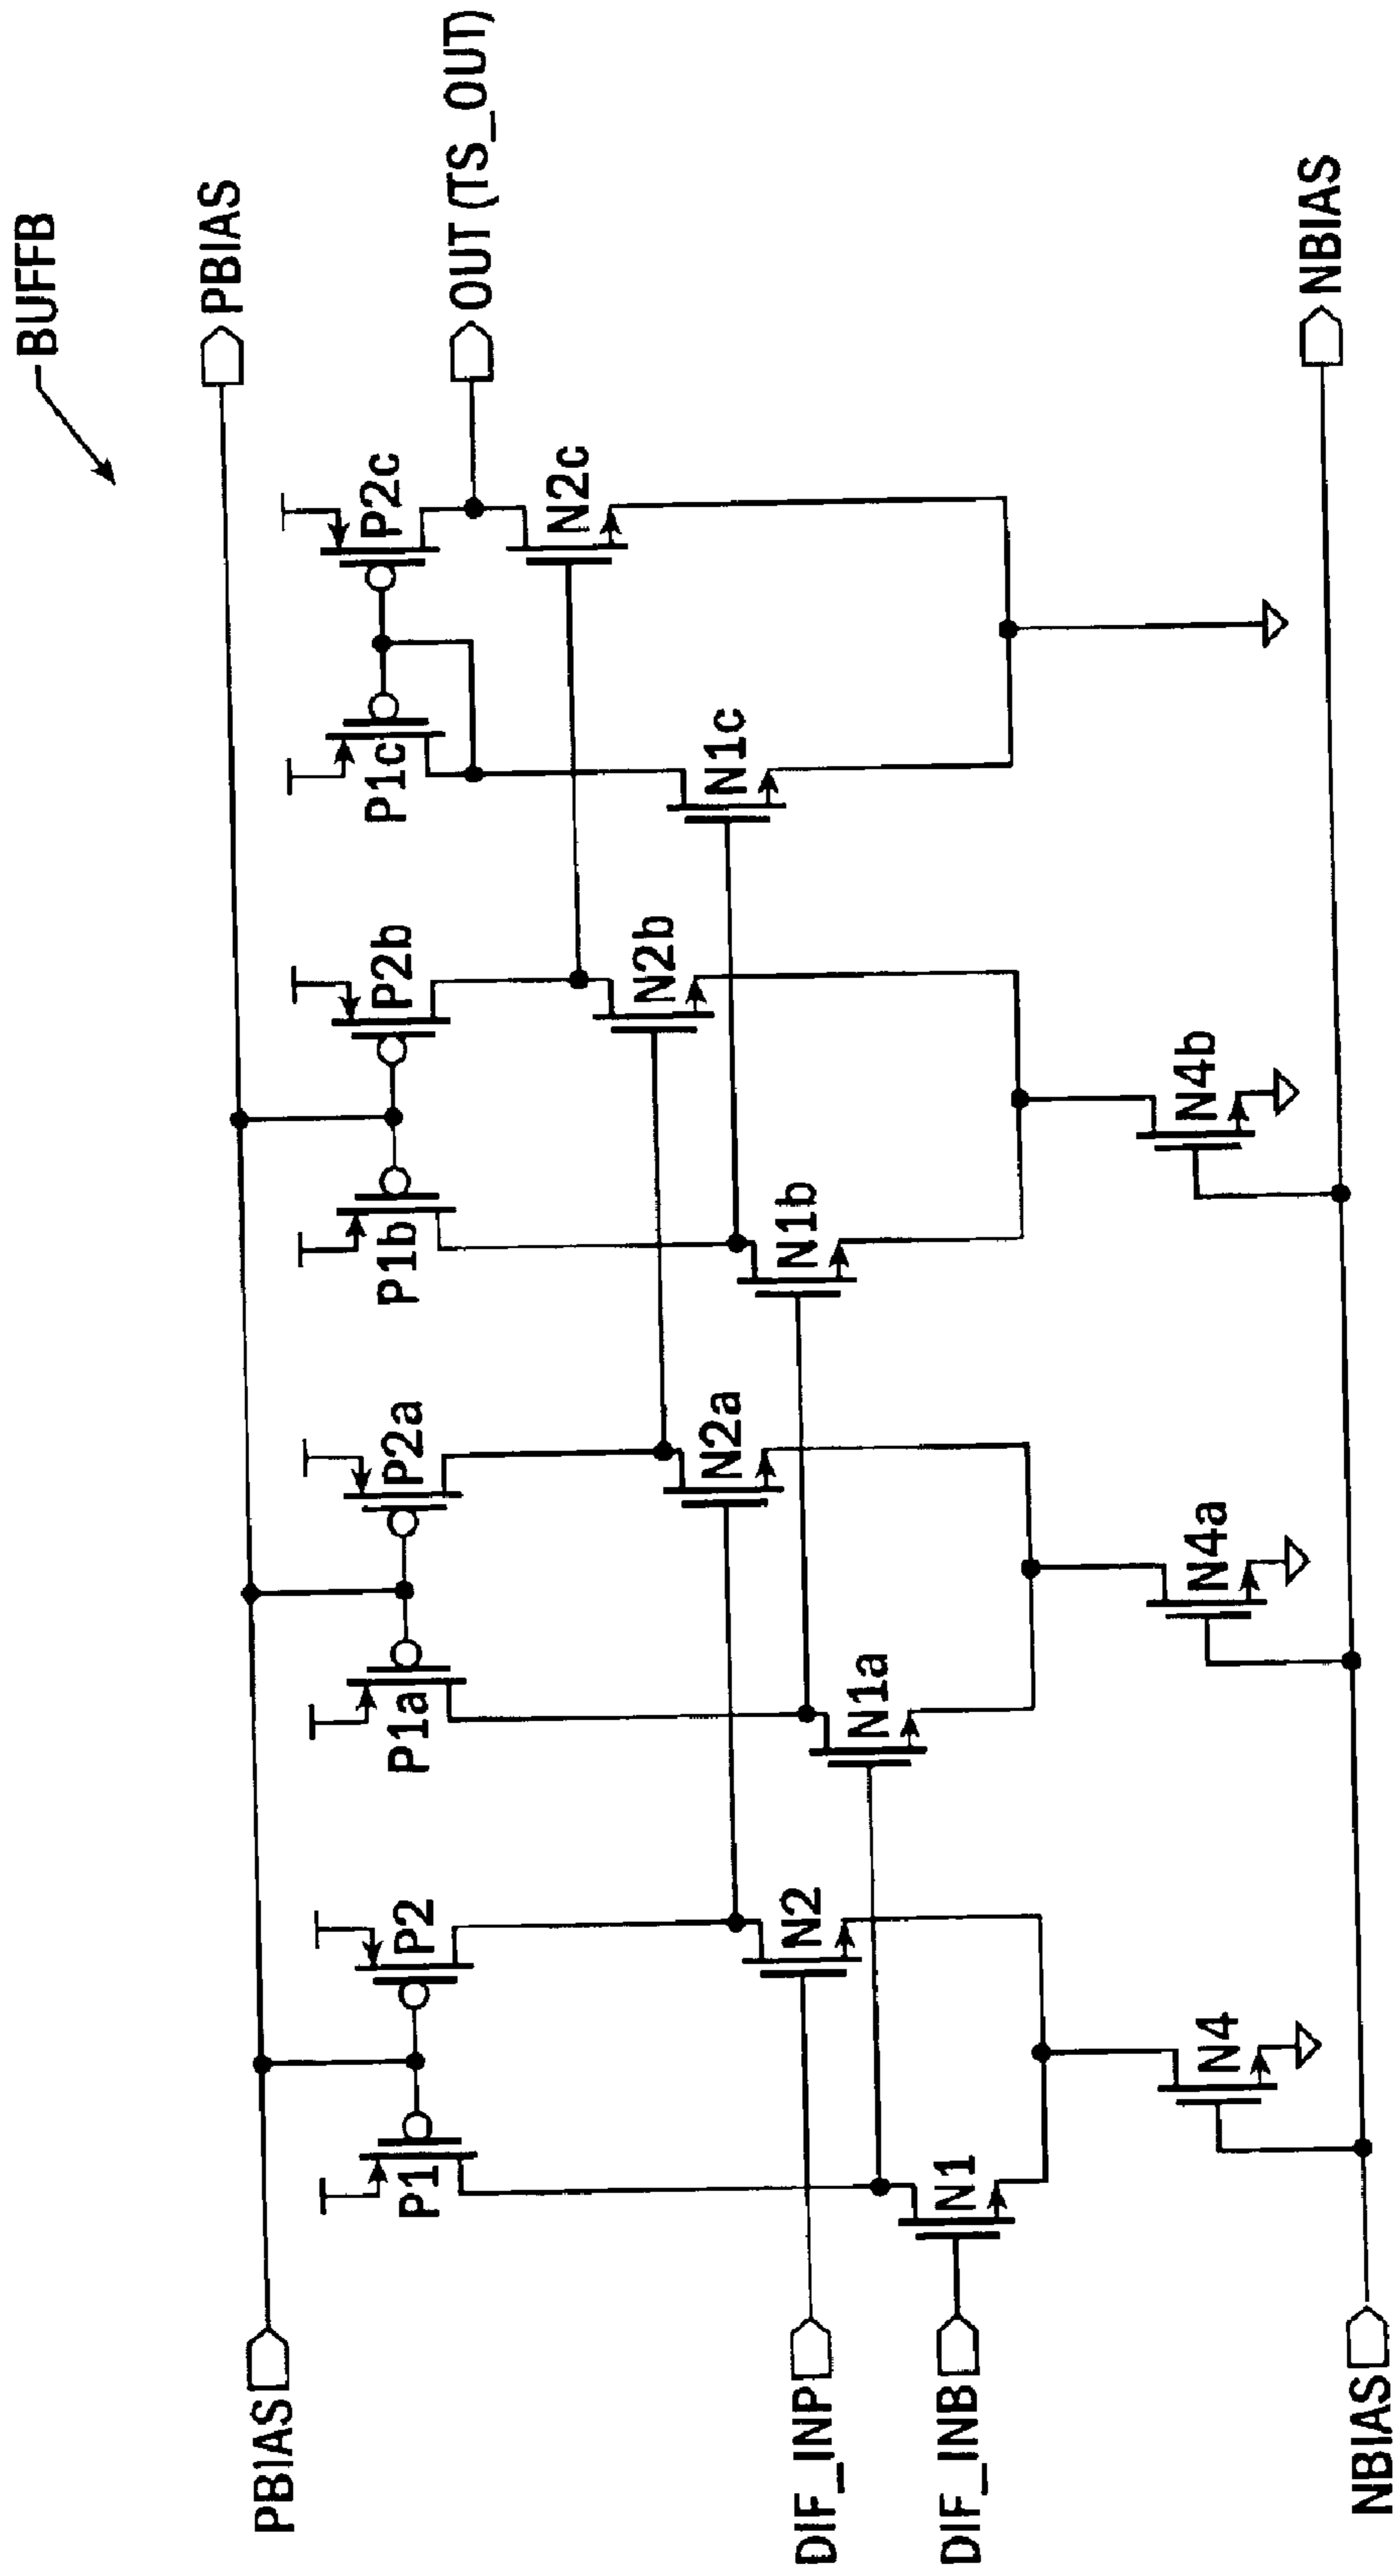 BUFFB
PBIAS
PBIAS
OUT (TS_OUT)
P1
P2
P1a
P2a
P1b
P2b
P1c
P2c
N2c
N2b
N1c
N2a
N1b
N2
N1a
DIF_INP
N1
DIF_INB
N4
N4a
N4b
NBIAS
NBIAS